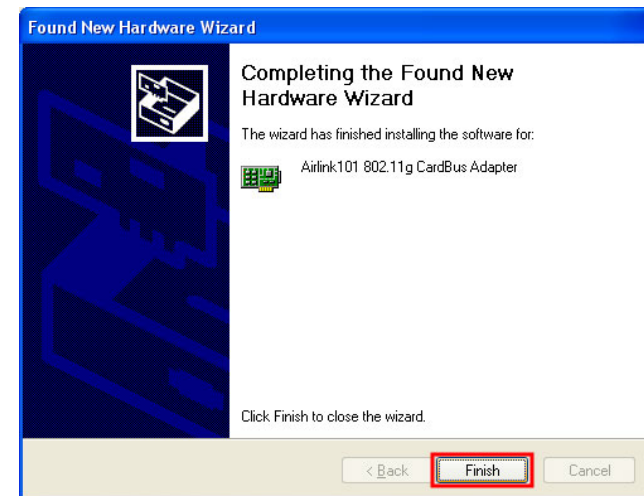 Found New Hardware Wizard
Completing the Found New
Hardware Wizard
The wizard has finished installing the software for:
Airlink101 802.11g CardBus Adapter
Click Finish to close the wizard.
< Back Finish Cancel